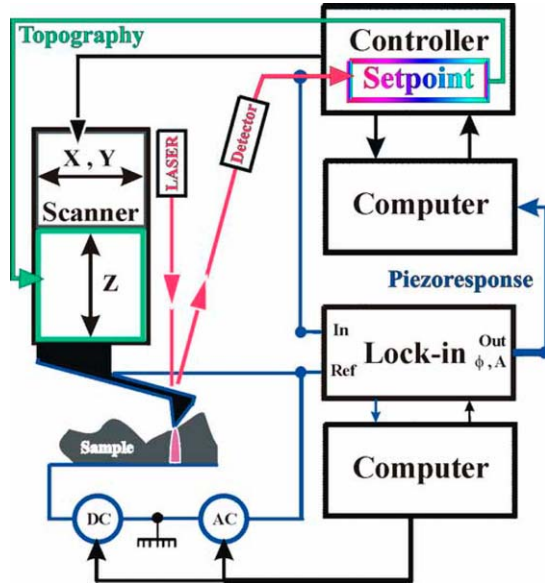 Topography
Controller
Setpoint
X , Y
Scanner
LASER
Detector
Computer
Z
Piezoresponse
In
Out
Lock-in
ϕ , A
Ref
Sample
Computer
DC
AC